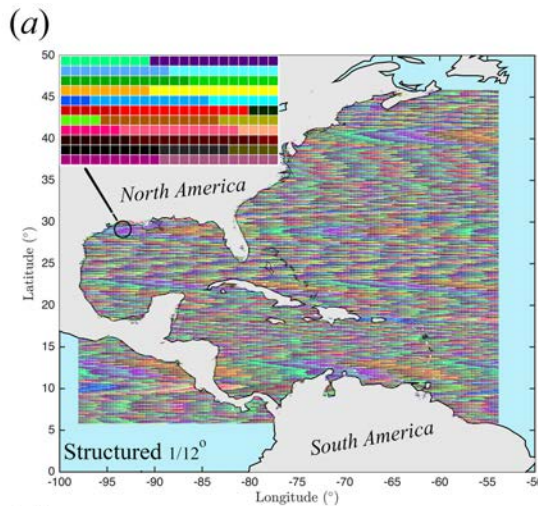 (a)
50
45
40
35
30
25
20
15
10
5
0
Latitude (°)
North America
South America
Structured 1/12°
-100 -95 -90 -85 -80 -75 -70 -65 -60 -55 -50
Longitude (°)